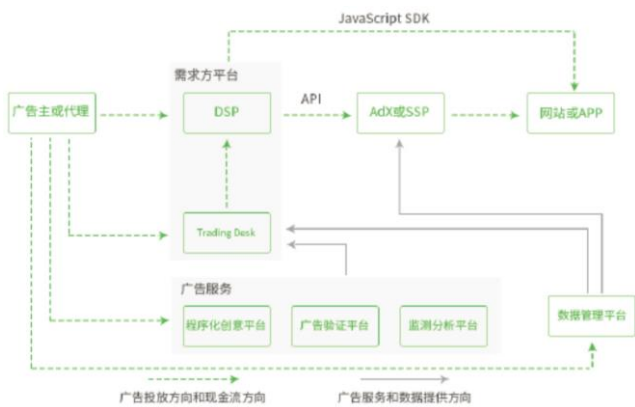 JavaScript SDK
需求方平台
广告主或代理
DSP
API
AdX或SSP
网站或APP
Trading Desk
广告服务
程序化创意平台
广告验证平台
监测分析平台
数据管理平台
广告投放方向和现金流方向
广告服务和数据提供方向